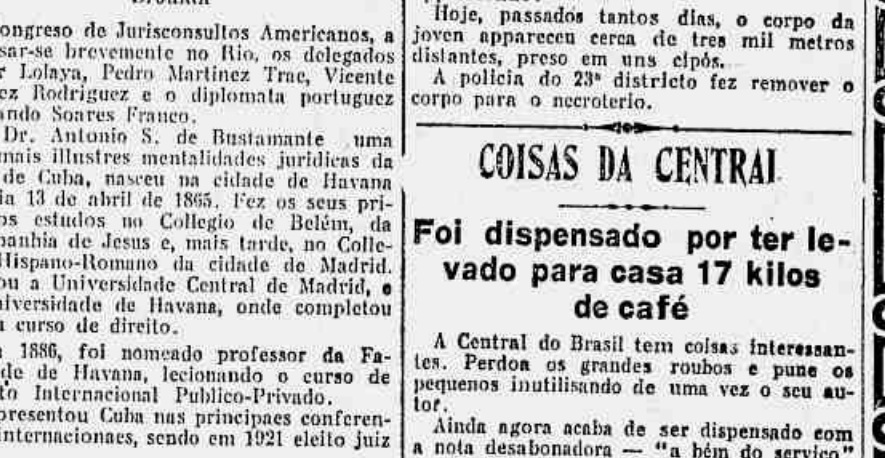 ongreso de Jurisconsultos Americanos, a
sar-se brevemente no Rio, os delegados
r Lolaya, Pedro Martinez Trac, Vicente
ez Rodriguez e o diplomata portuguez
ando Soares Franco.
Dr. Antonio S. de Bustamante uma
mais illustres mentalidades juridicas da
de Cuba, nasceu na cidade de Havana
ia 13 de abril de 1865. Fez os seus pri-
os estudos no Collegio de Belém, da
panhia de Jesus e, mais tarde, no Colle-
Hispano-Romano da cidade de Madrid.
ou a Universidade Central de Madrid, e
iversidade de Havana, onde completou
curso de direito.
1886, foi nomeado professor da Fa-
de de Havana, lecionando o curso de
to Internacional Publico-Privado.
presentou Cuba nas principaes conferen-
internacionaes, sendo em 1921 eleito juiz
Hoje, passados tantos dias, o corpo da
joven appareceu cerca de tres mil metros
distantes, preso em uns cipós.
A policia do 23º districto fez remover o
corpo para o necroterio.
COISAS DA CENTRAL
Foi dispensado por ter le-
vado para casa 17 kilos
de café
A Central do Brasil tem coisas interessan-
tes. Perdoa os grandes roubos e pune os
pequenos inutilisando de uma vez o seu au-
tor.
Ainda agora acaba de ser dispensado com
a nota desabonadora — "a bém do serviço"